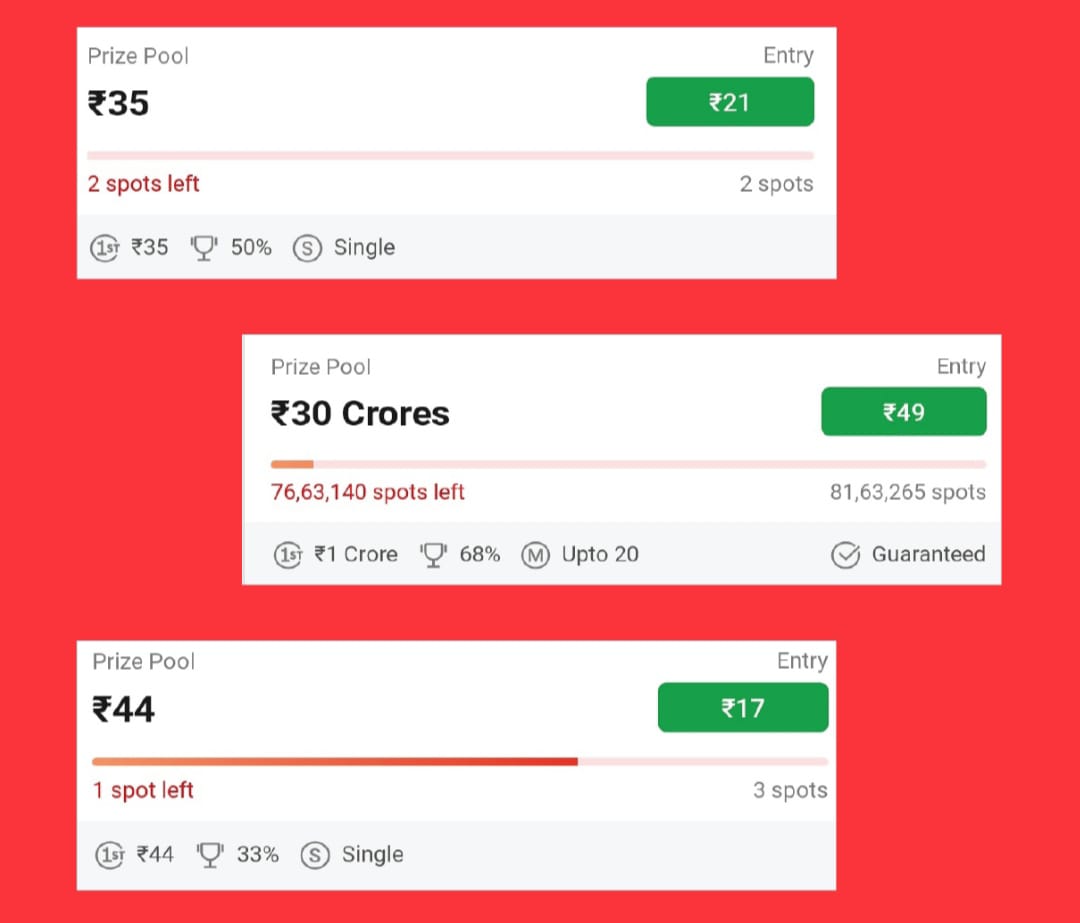 Prize Pool Entry
₹35 ₹21
2 spots left 2 spots
1ST ₹35 50% S Single
Prize Pool Entry
₹30 Crores ₹49
76,63,140 spots left 81,63,265 spots
1ST ₹1 Crore 68% M Upto 20 Guaranteed
Prize Pool Entry
₹44 ₹17
1 spot left 3 spots
1ST ₹44 33% S Single